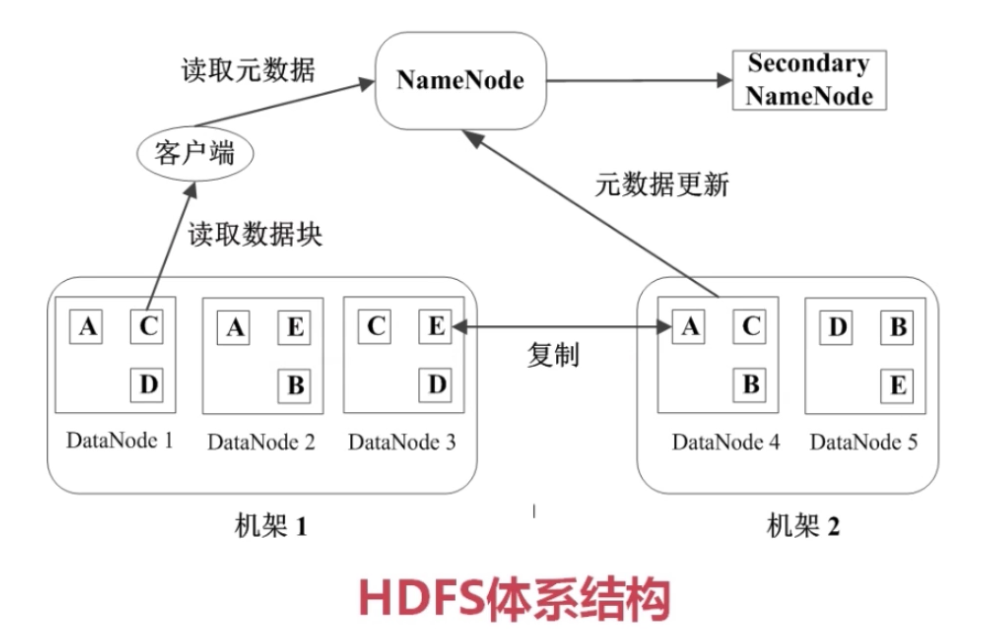 读取元数据
NameNode
Secondary
NameNode
客户端
元数据更新
读取数据块
A C
D
DataNode 1
A E
B
DataNode 2
C E
D
DataNode 3
复制
A C
B
DataNode 4
D B
E
DataNode 5
机架 1
机架 2
HDFS体系结构